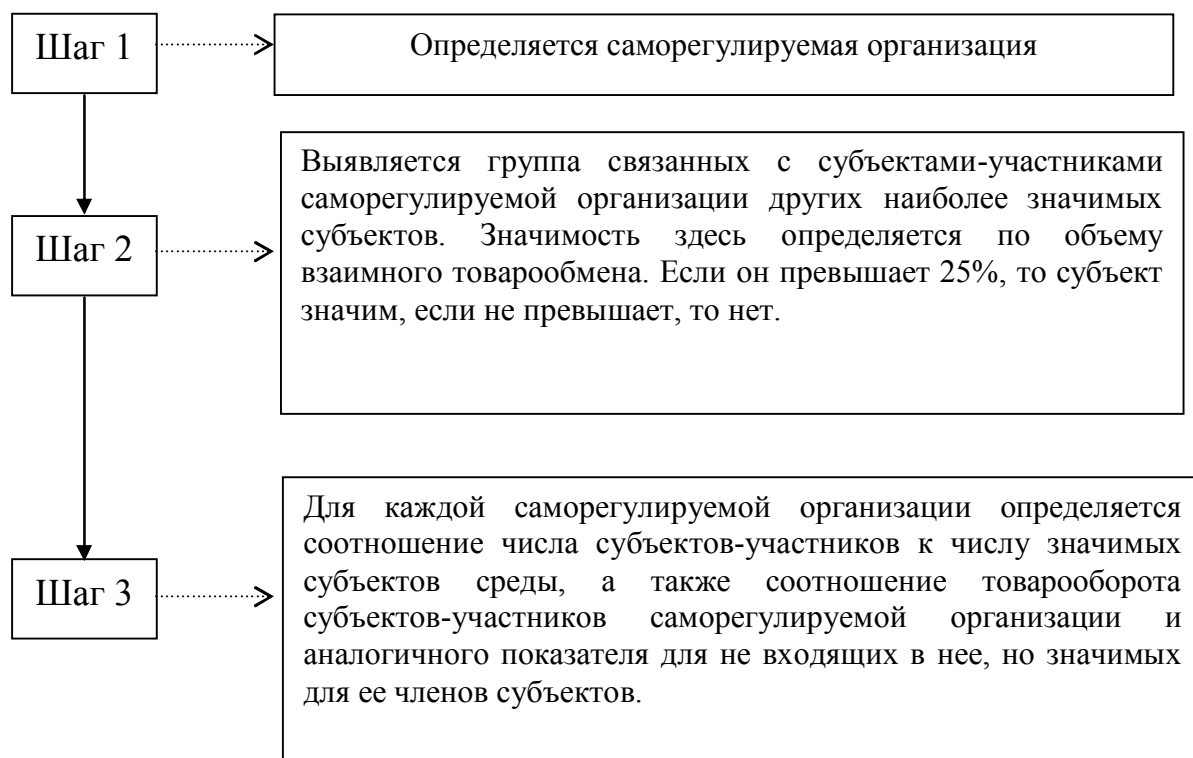 Шаг 1
Определяется саморегулируемая организация
Шаг 2
Выявляется группа связанных с субъектами-участниками
саморегулируемой организации других наиболее значимых
субъектов. Значимость здесь определяется по объему
взаимного товарообмена. Если он превышает 25%, то субъект
значим, если не превышает, то нет.
Шаг 3
Для каждой саморегулируемой организации определяется
соотношение числа субъектов-участников к числу значимых
субъектов среды, а также соотношение товарооборота
субъектов-участников саморегулируемой организации и
аналогичного показателя для не входящих в нее, но значимых
для ее членов субъектов.